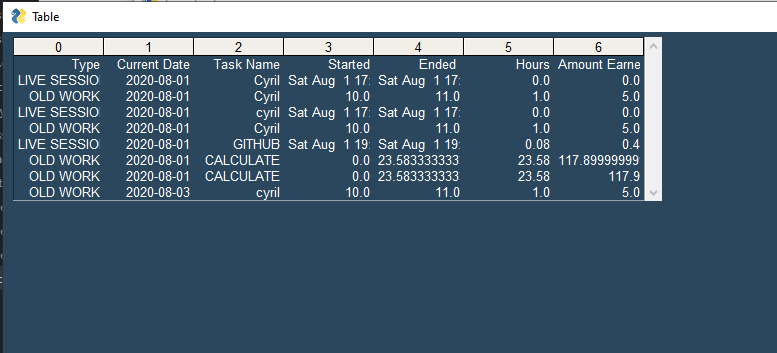 Table
0 1 2 3 4 5 6
Type Current Date Task Name Started Ended Hours Amount Earne
LIVE SESSIO 2020-08-01 Cyril Sat Aug 1 17: Sat Aug 1 17: 0.0 0.0
OLD WORK 2020-08-01 Cyril 10.0 11.0 1.0 5.0
LIVE SESSIO 2020-08-01 cyril Sat Aug 1 17: Sat Aug 1 17: 0.0 0.0
OLD WORK 2020-08-01 Cyril 10.0 11.0 1.0 5.0
LIVE SESSIO 2020-08-01 GITHUB Sat Aug 1 19: Sat Aug 1 19: 0.08 0.4
OLD WORK 2020-08-01 CALCULATE 0.0 23.583333333 23.58 117.89999999
OLD WORK 2020-08-01 CALCULATE 0.0 23.583333333 23.58 117.9
OLD WORK 2020-08-03 cyril 10.0 11.0 1.0 5.0